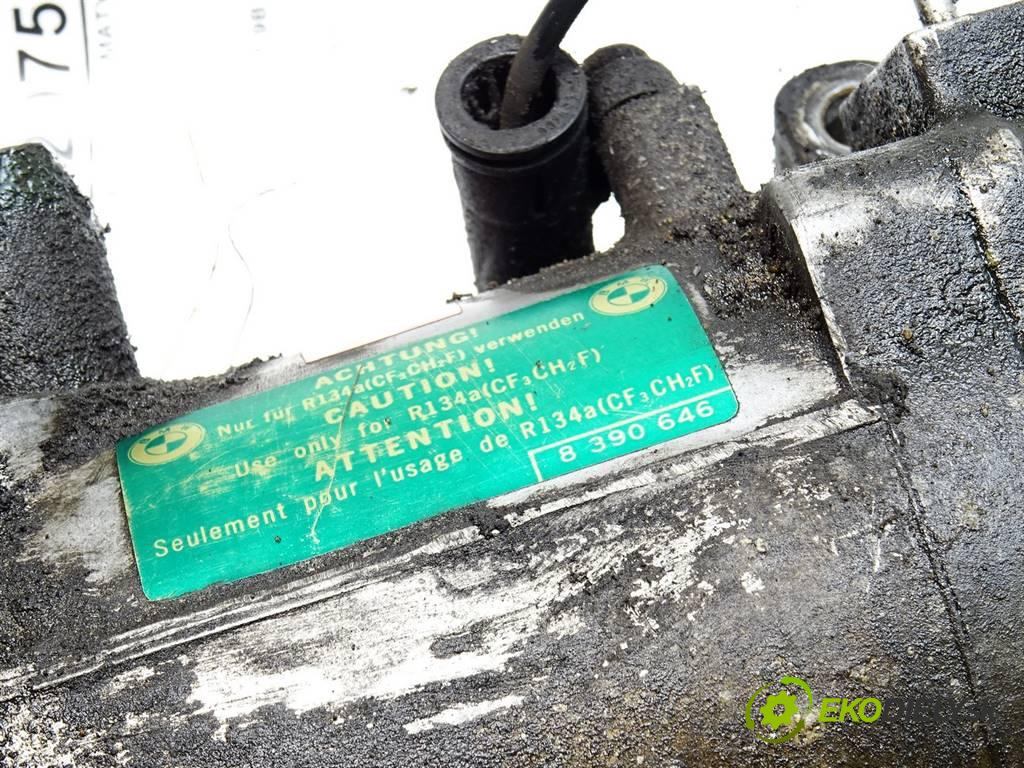 75
ACHTUNG!
Nur für R134a(CF₃CH₂F) verwenden
CAUTION!
Use only for R134a(CF₃CH₂F)
ATTENTION!
Seulement pour l'usage de R134a(CF₃CH₂F)
8 390 646
EKO